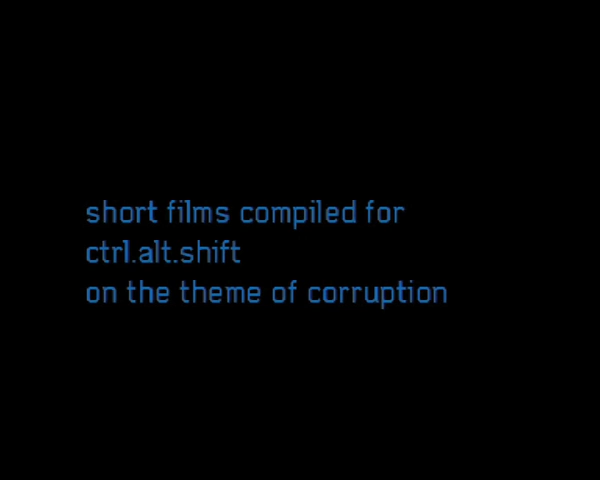 short films compiled for
ctrl.alt.shift
on the theme of corruption